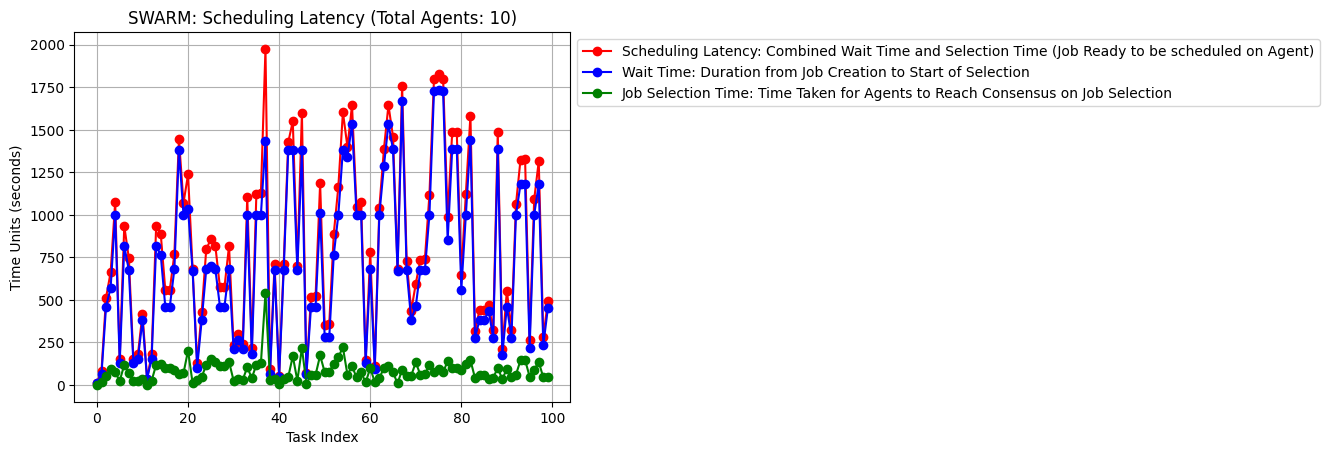 SWARM: Scheduling Latency (Total Agents: 10)
Scheduling Latency: Combined Wait Time and Selection Time (Job Ready to be scheduled on Agent)
Wait Time: Duration from Job Creation to Start of Selection
Job Selection Time: Time Taken for Agents to Reach Consensus on Job Selection
Time Units (seconds)
2000
1750
1500
1250
1000
750
500
250
0
0 20 40 60 80 100
Task Index